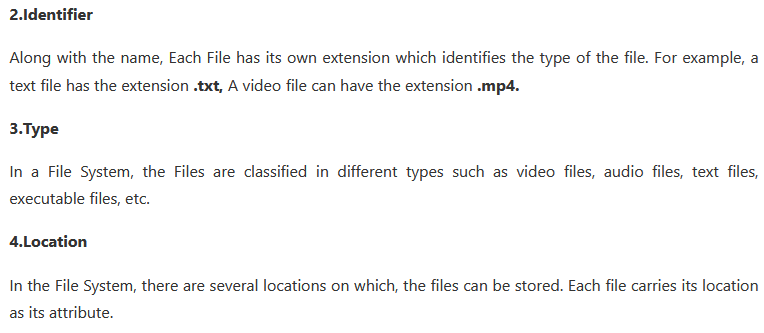 2.Identifier
Along with the name, Each File has its own extension which identifies the type of the file. For example, a
text file has the extension .txt, A video file can have the extension .mp4.
3.Type
In a File System, the Files are classified in different types such as video files, audio files, text files,
executable files, etc.
4.Location
In the File System, there are several locations on which, the files can be stored. Each file carries its location
as its attribute.